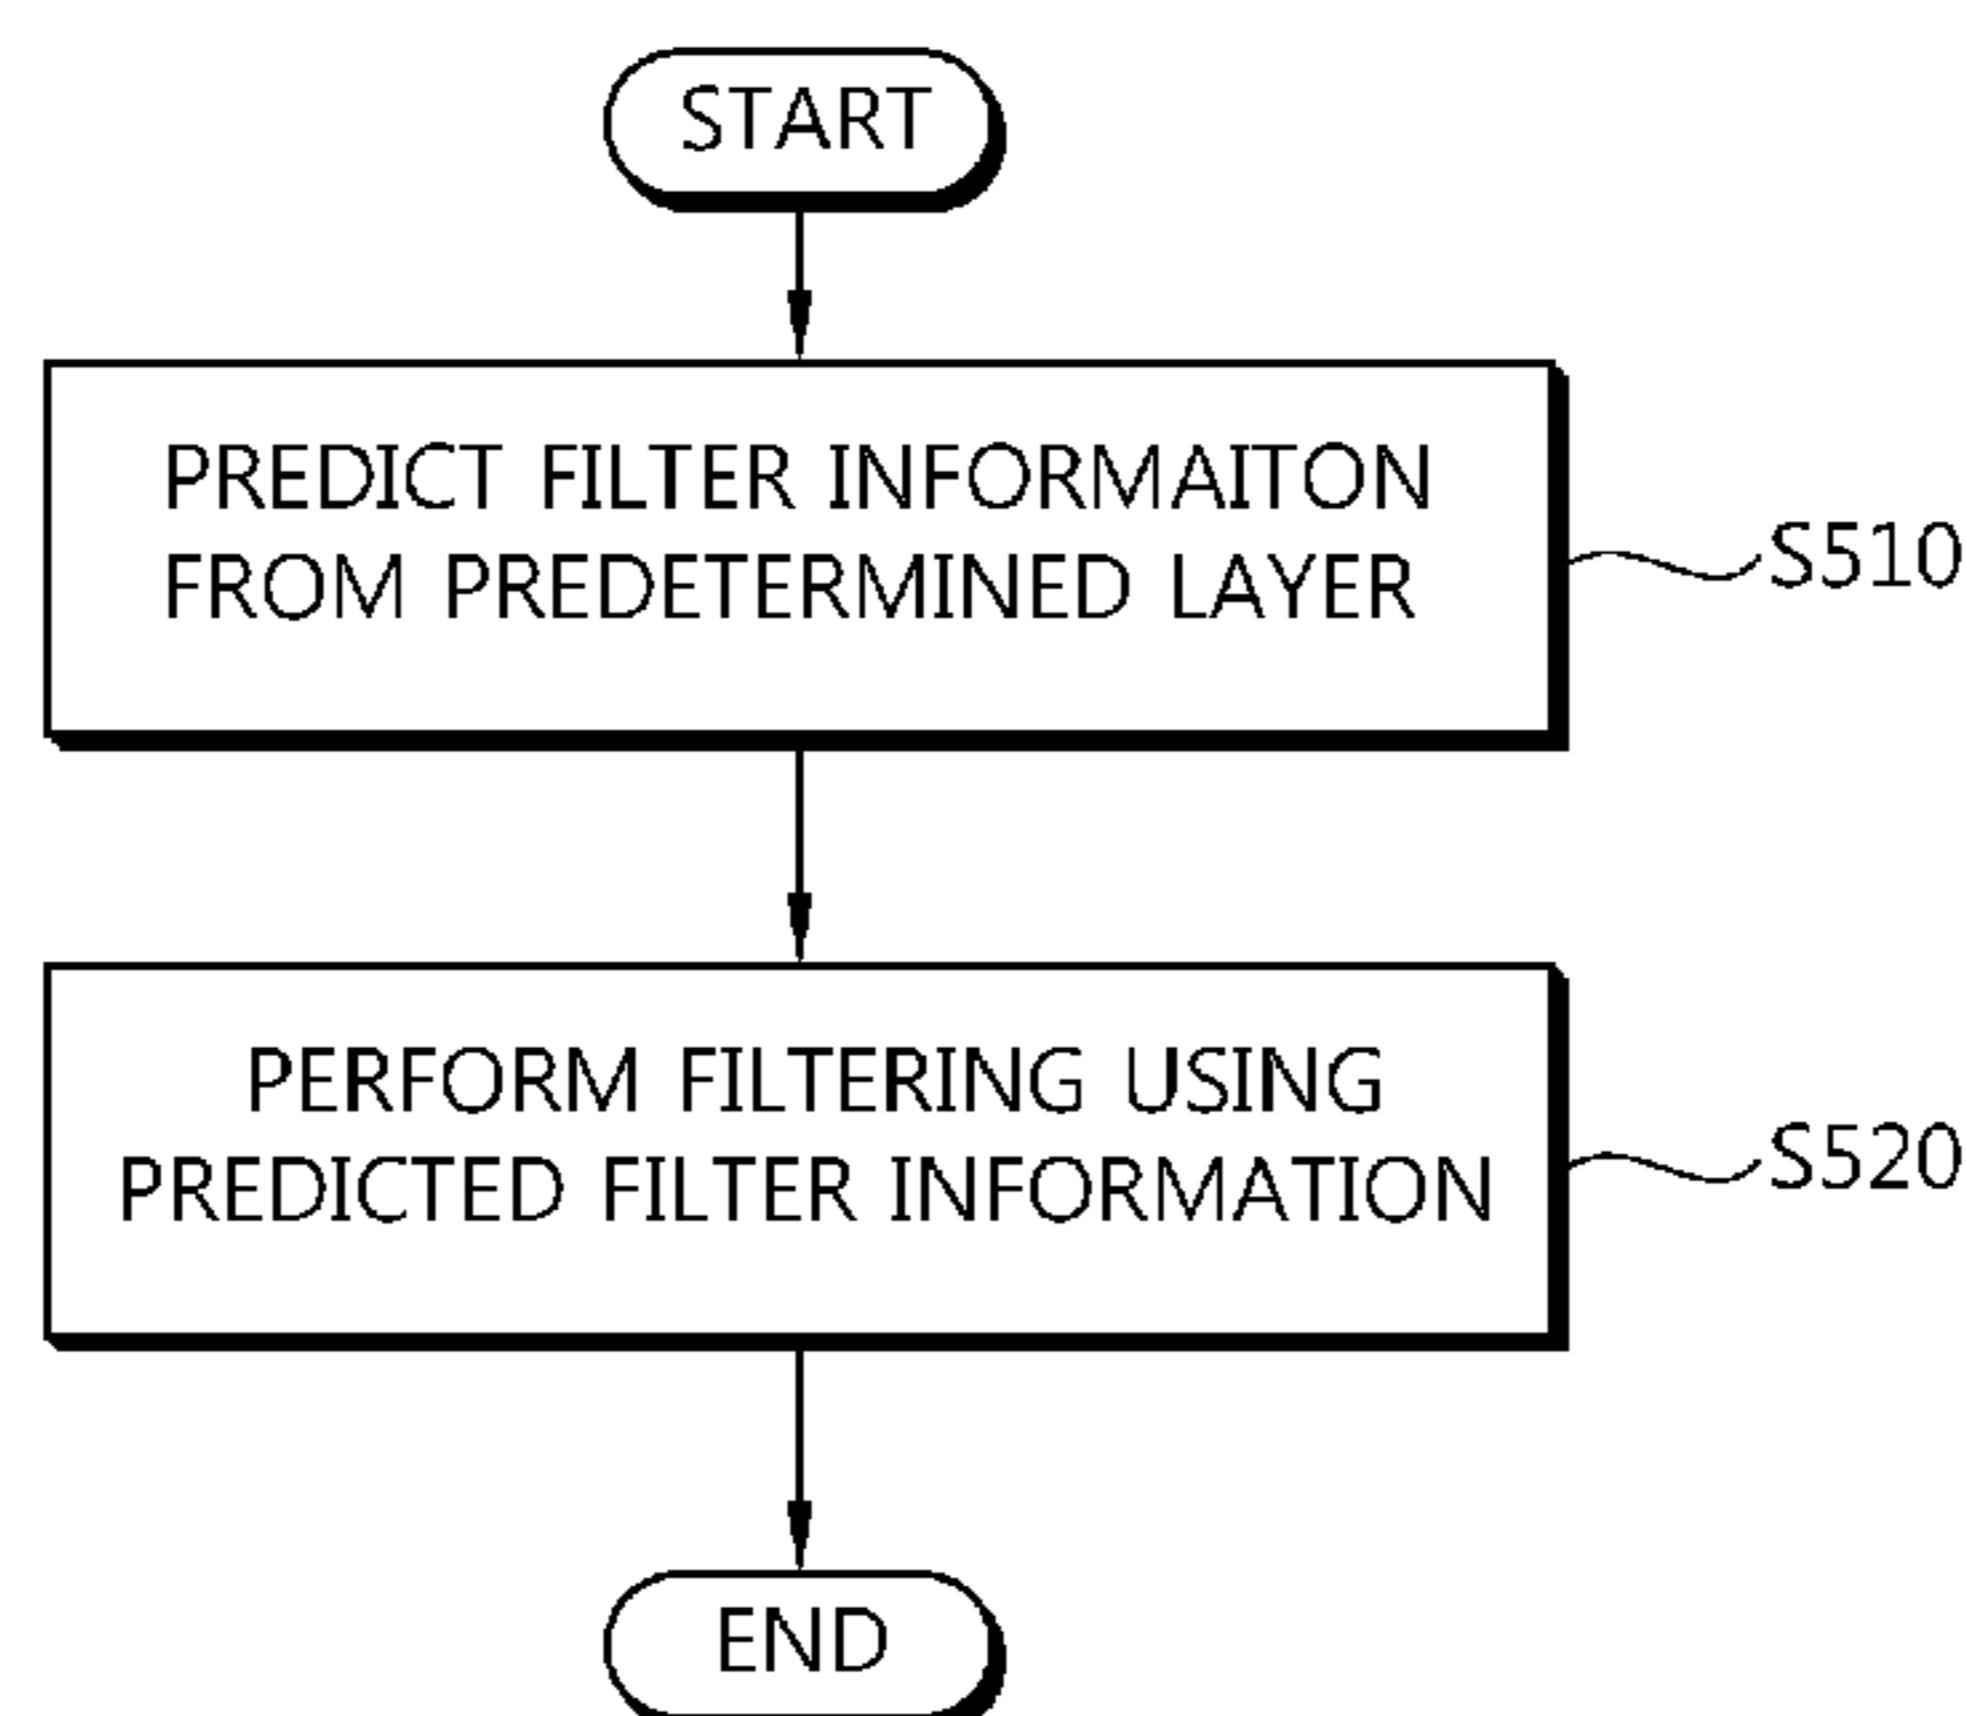 START
PREDICT FILTER INFORMAITON
FROM PREDETERMINED LAYER
S510
PERFORM FILTERING USING
PREDICTED FILTER INFORMATION
S520
END